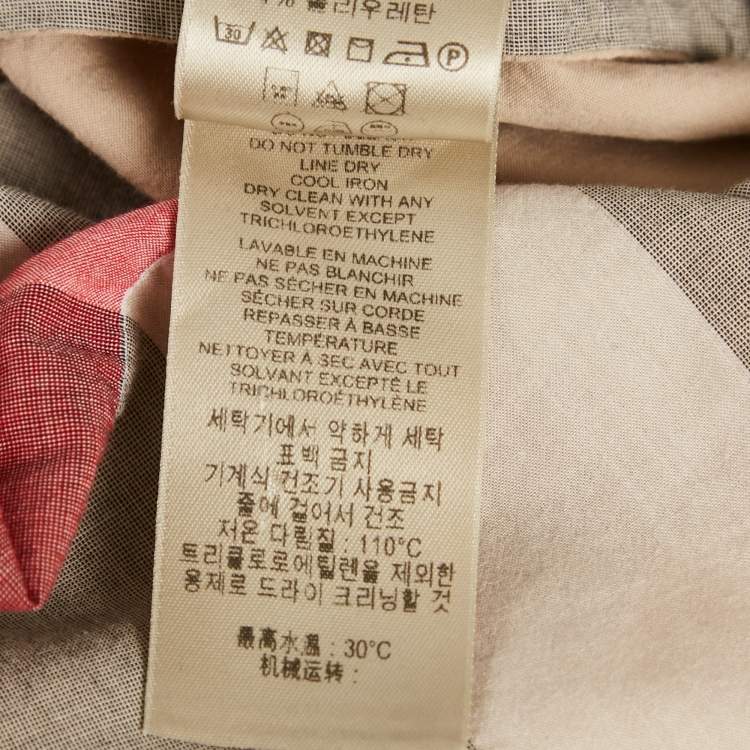 1% 폴리우레탄
30
P
DO NOT TUMBLE DRY
LINE DRY
COOL IRON
DRY CLEAN WITH ANY
SOLVENT EXCEPT
TRICHLOROETHYLENE
LAVABLE EN MACHINE
NE PAS BLANCHIR
NE PAS SÉCHER EN MACHINE
SÉCHER SUR CORDE
REPASSER À BASSE
TEMPÉRATURE
NETTOYER À SEC AVEC TOUT
SOLVANT EXCEPTÉ LE
TRICHLOROÉTHYLÈNE
세탁기에서 약하게 세탁
표백 금지
기계식 건조기 사용금지
줄에 걸어서 건조
저온 다림질 : 110°C
트리클로로에틸렌을 제외한
용제로 드라이 크리닝할 것
最高水温 : 30°C
机械运转 :